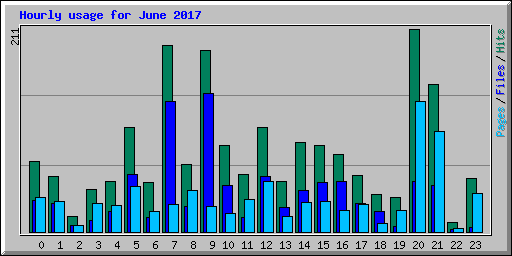 Hourly usage for June 2017
211
Pages / Files / Hits
0 1 2 3 4 5 6 7 8 9 10 11 12 13 14 15 16 17 18 19 20 21 22 23